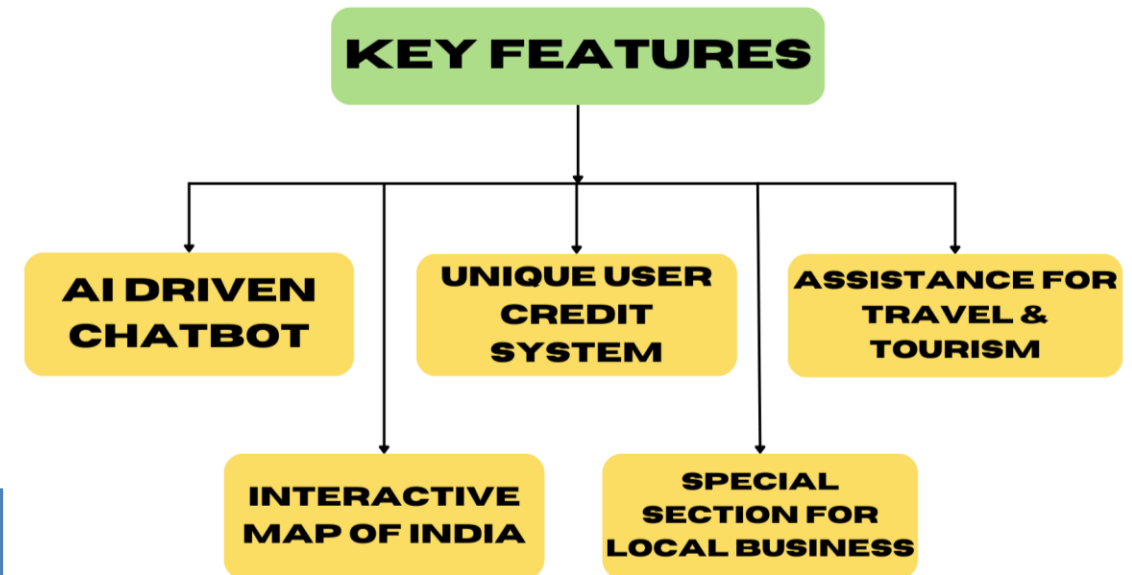 KEY FEATURES
AI DRIVEN
CHATBOT
UNIQUE USER
CREDIT
SYSTEM
ASSISTANCE FOR
TRAVEL &
TOURISM
INTERACTIVE
MAP OF INDIA
SPECIAL
SECTION FOR
LOCAL BUSINESS